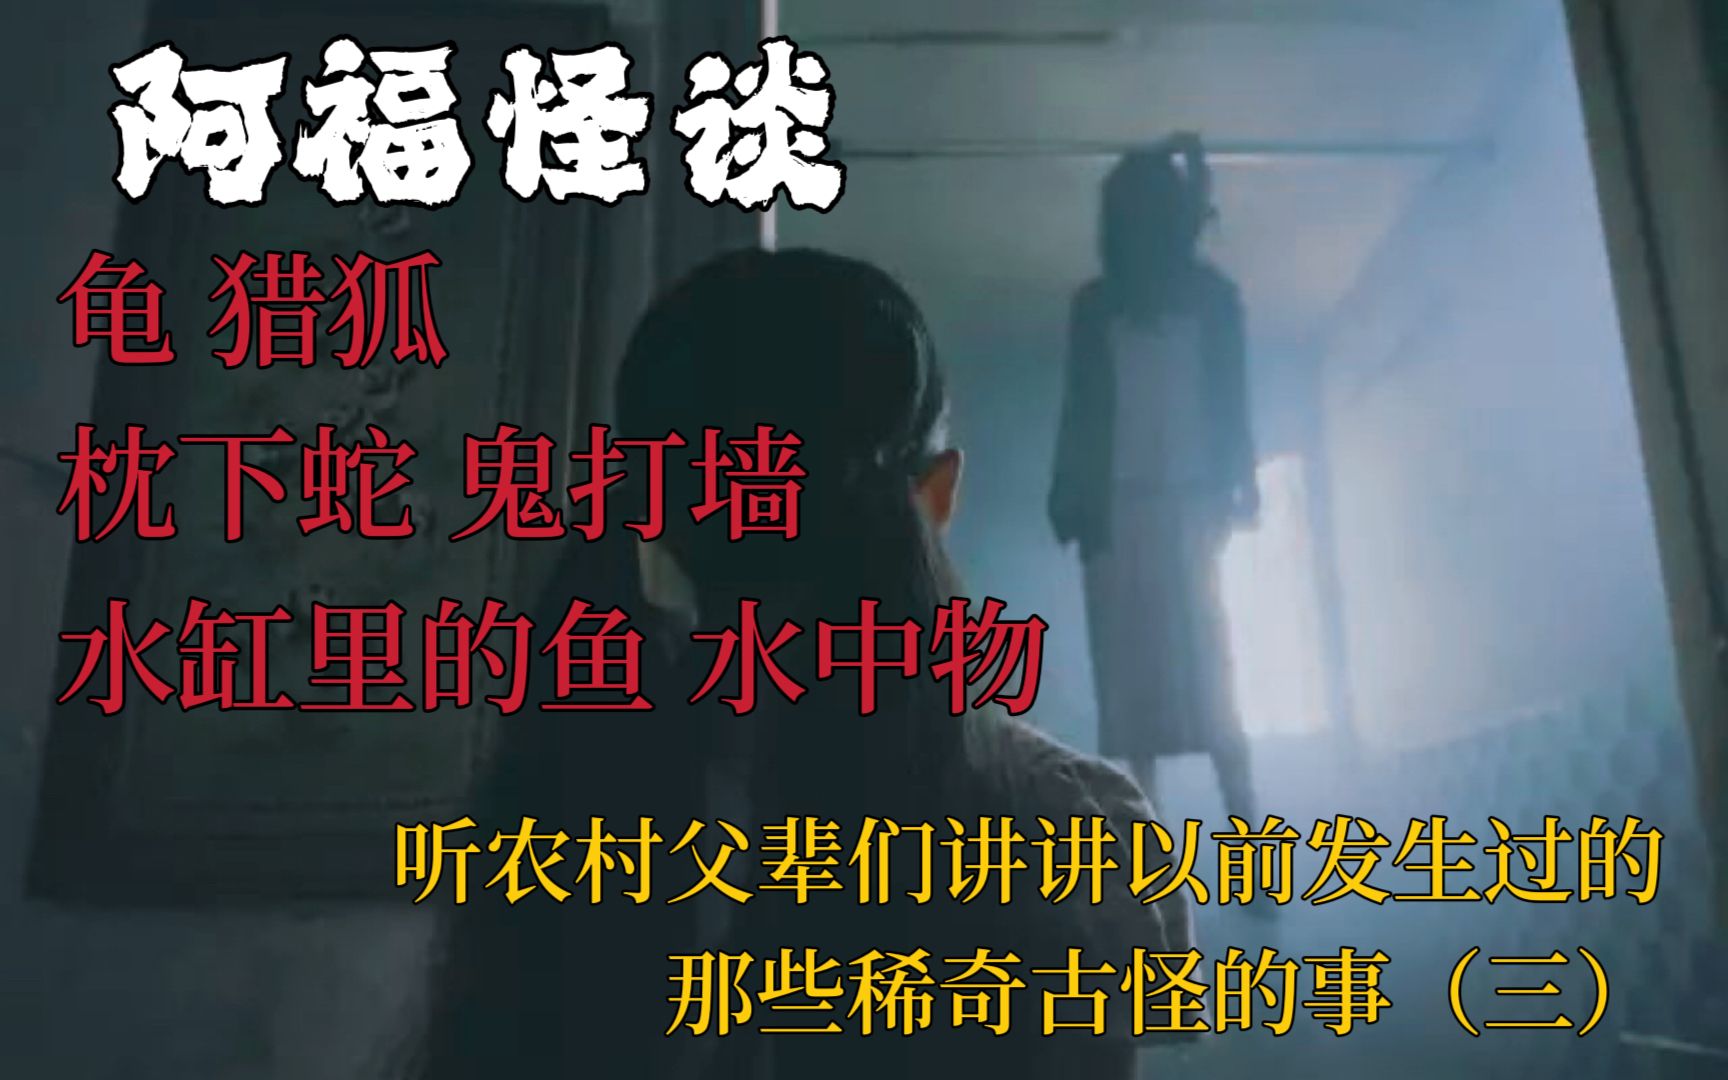 阿福怪谈
龟 猎狐
枕下蛇 鬼打墙
水缸里的鱼 水中物
听农村父辈们讲讲以前发生过的
那些稀奇古怪的事（三）